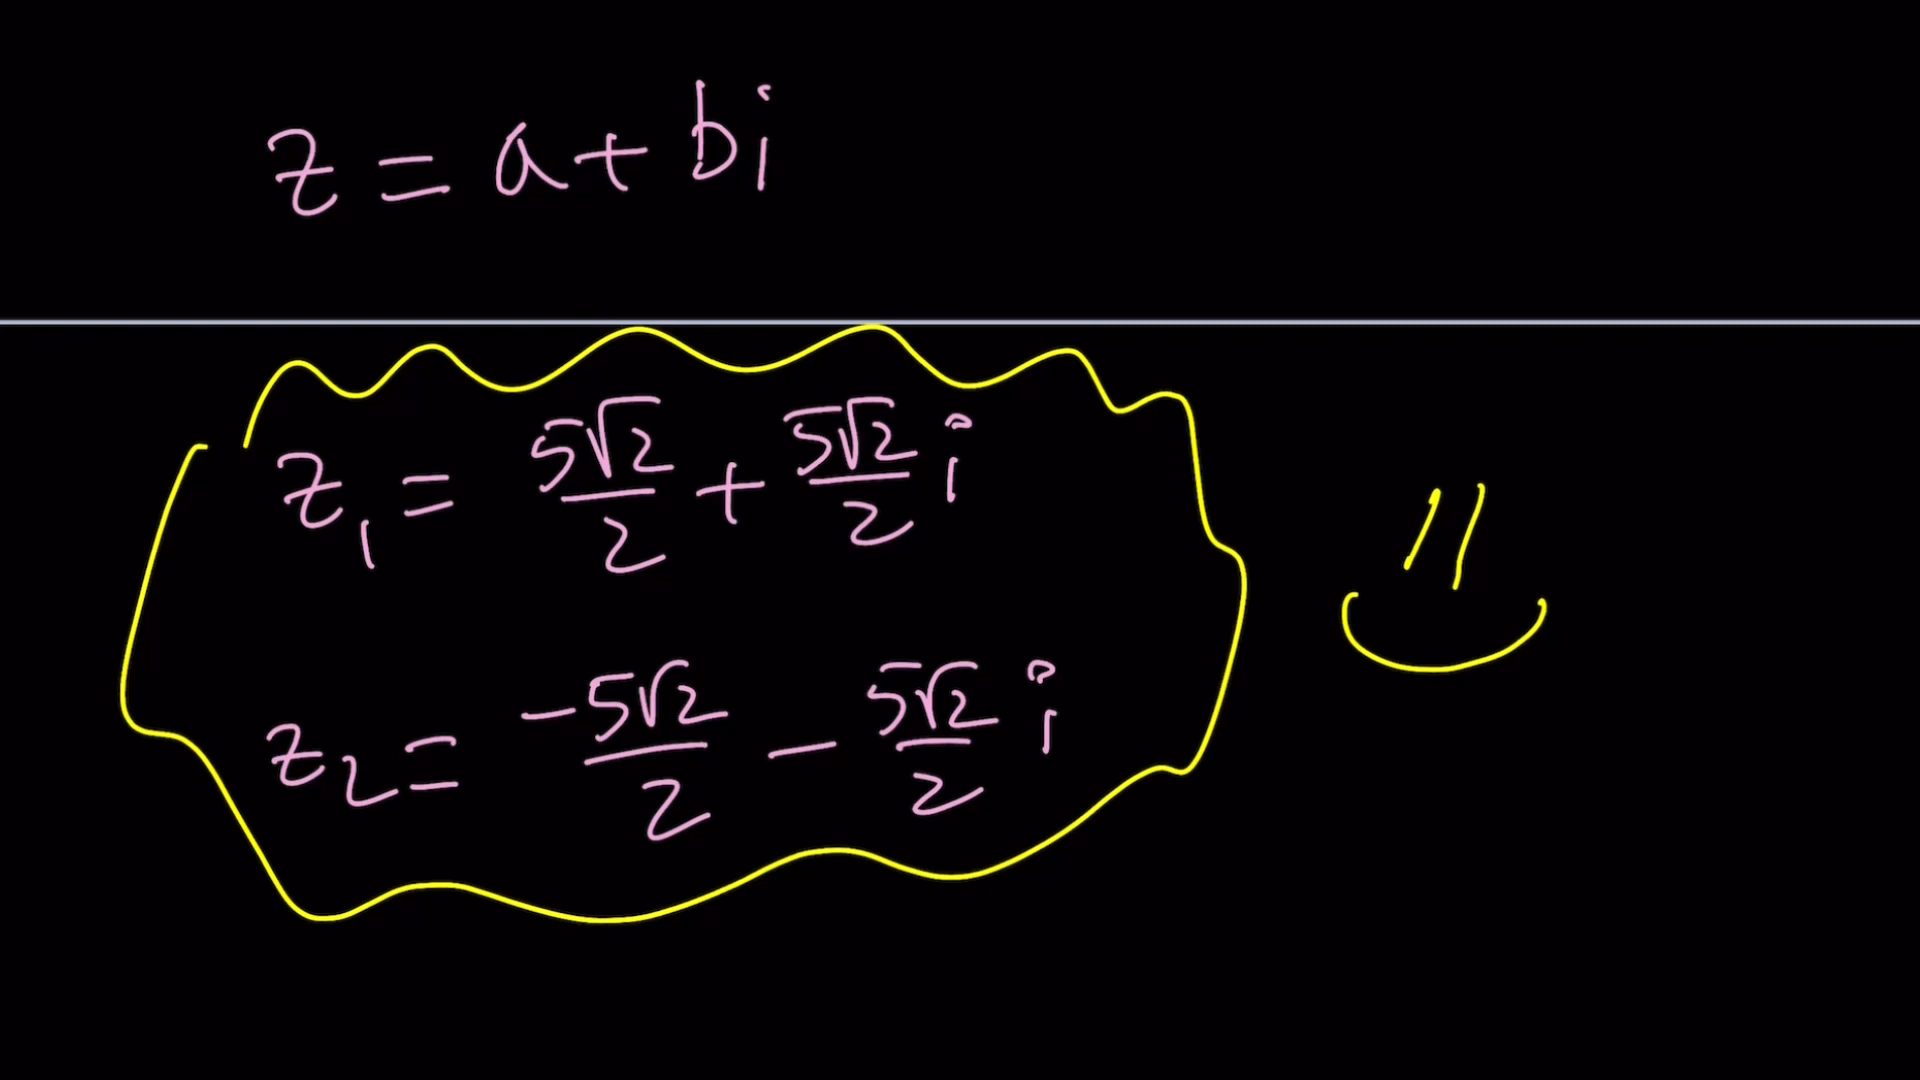 z = a + bi
z₁ = 5√2/2 + 5√2/2 i
z₂ = -5√2/2 - 5√2/2 i